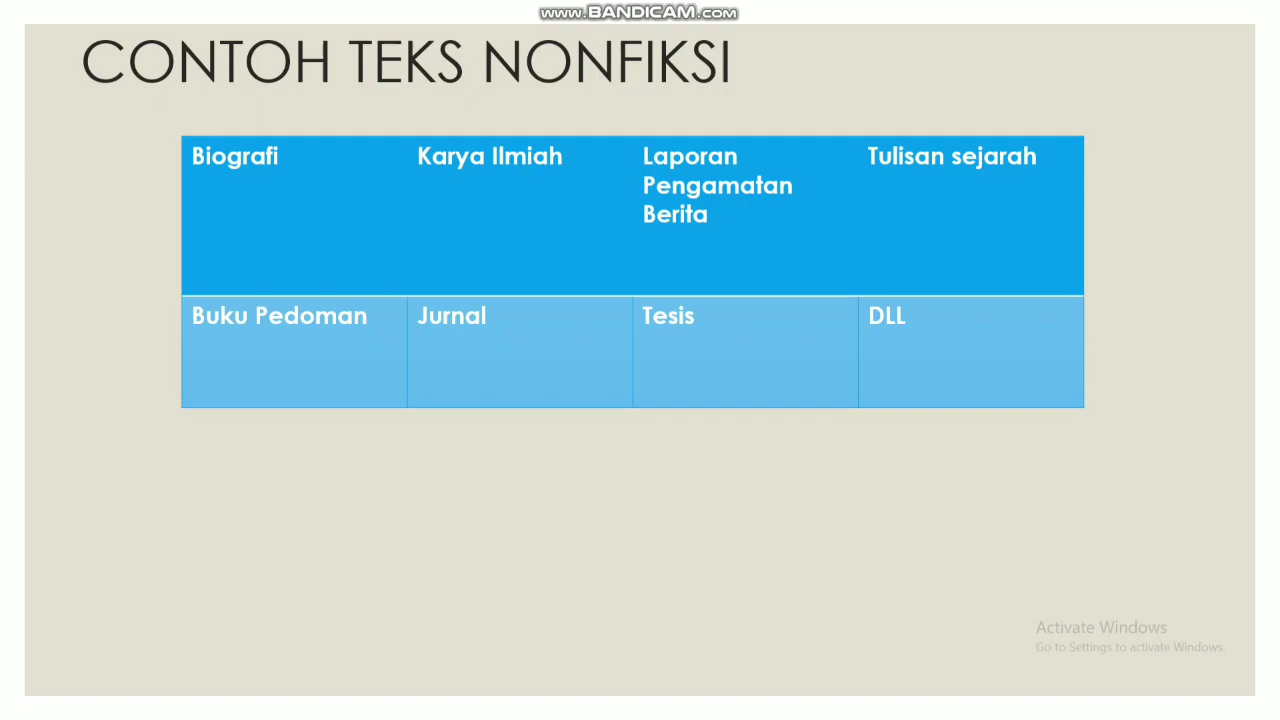 www.BANDICAM.com
CONTOH TEKS NONFIKSI
Biografi
Karya Ilmiah
Laporan
Pengamatan
Berita
Tulisan sejarah
Buku Pedoman
Jurnal
Tesis
DLL
Activate Windows
Go to Settings to activate Windows.